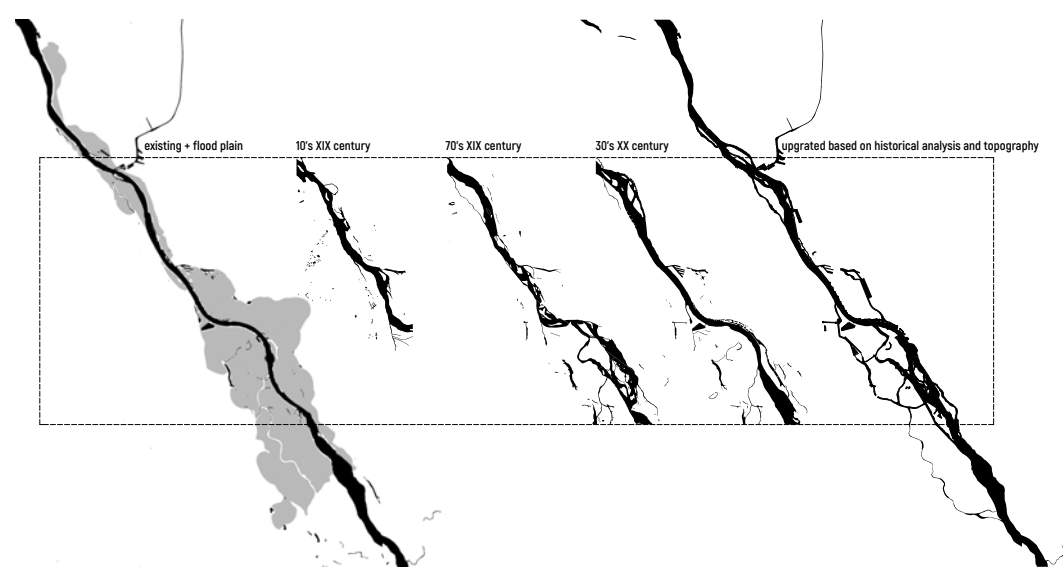 existing + flood plain
10's XIX century
70's XIX century
30's XX century
upgrated based on historical analysis and topography